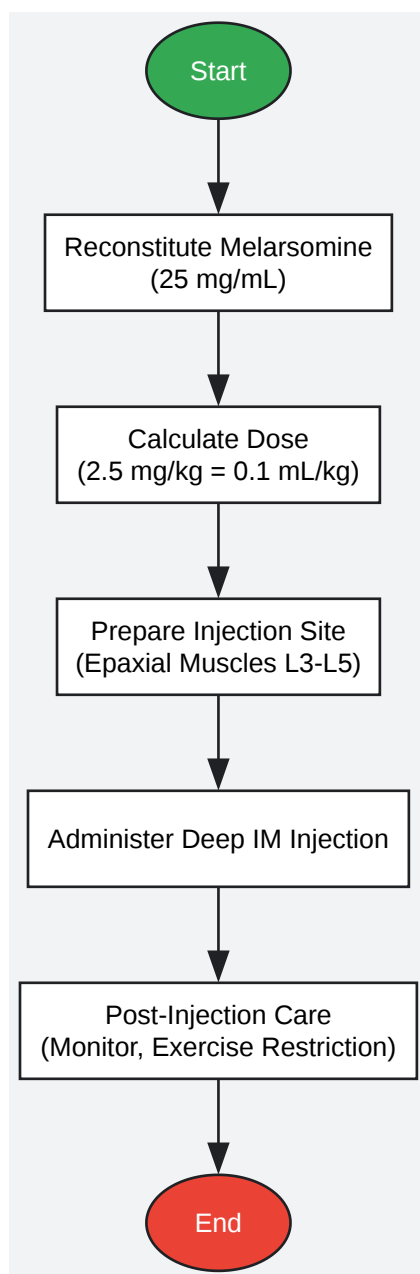 Start
Reconstitute Melarsomine
(25 mg/mL)
Calculate Dose
(2.5 mg/kg = 0.1 mL/kg)
Prepare Injection Site
(Epaxial Muscles L3-L5)
Administer Deep IM Injection
Post-Injection Care
(Monitor, Exercise Restriction)
End